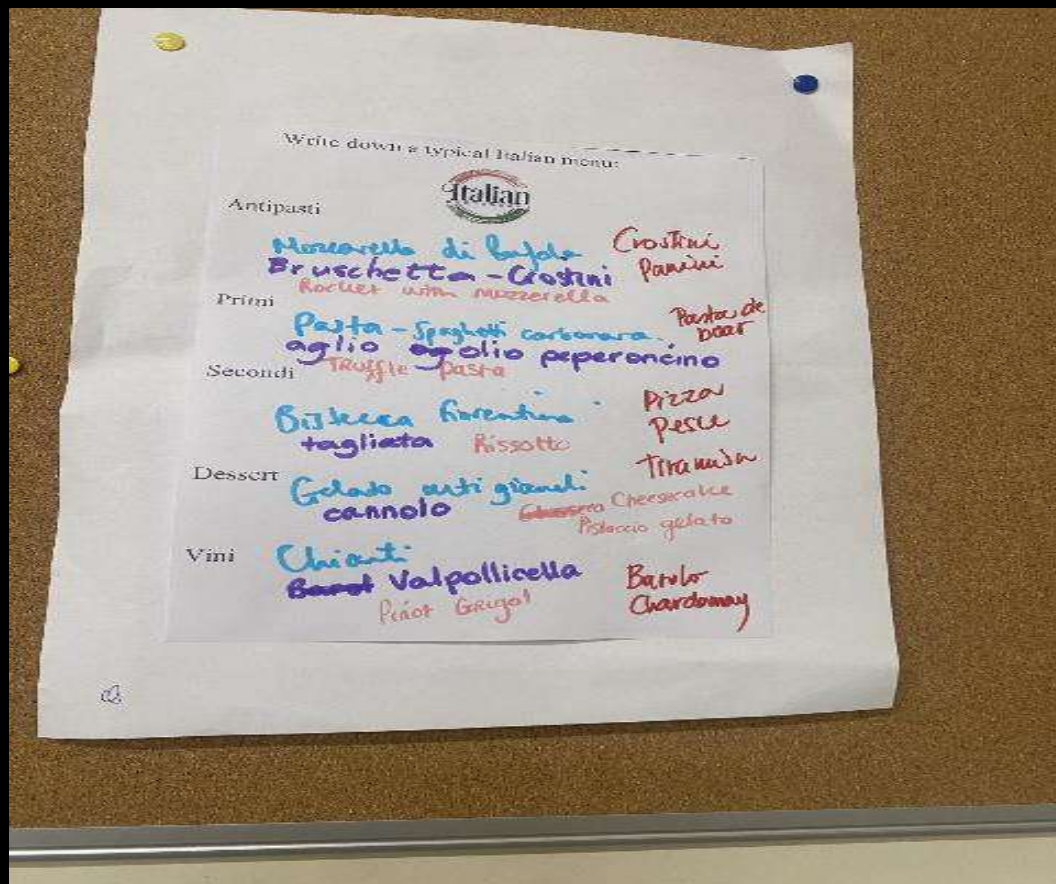 Write down a typical Italian menu:
Italian
Antipasti
Mozzarella di bufala Crostini
Bruschetta - Crostini Panini
Rocket with mozzerella
Primi
Pasta - Spaghetti carbonara. Pasta de
aglio olio peperoncino
Truffle pasta
Secondi
Bistecca fiorentina Pizza
tagliata Rissotto Pesce
Dessert
Gelato artigianali Tiramisu
cannolo Cheesecake
Pistaccio gelato
Vini
Chianti
Valpollicella Barolo
Pinot Grigot Chardonnay